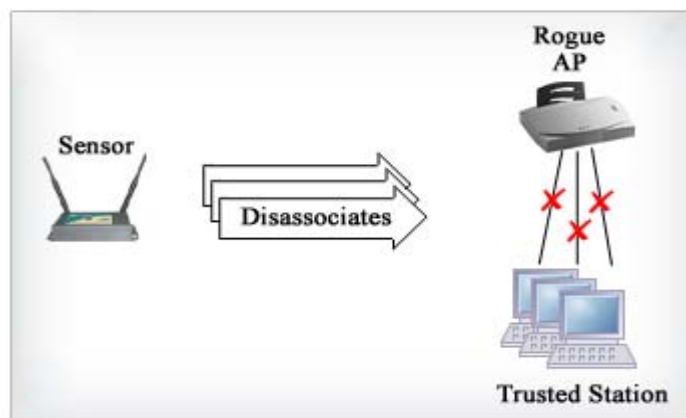 Rogue
AP
Sensor
Disassociates
Trusted Station